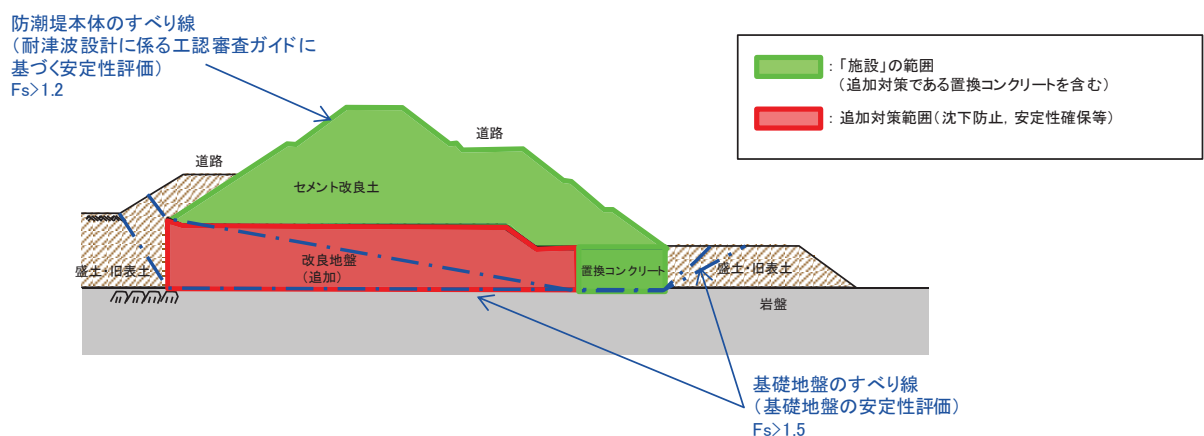 防潮堤本体のすべり線
（耐津波設計に係る工認審査ガイドに
基づく安定性評価）
Fs>1.2
：「施設」の範囲
（追加対策である置換コンクリートを含む）
：追加対策範囲（沈下防止，安定性確保等）
道路
道路
セメント改良土
改良地盤
（追加）
置換コンクリート
盛土・旧表土
盛土・旧表土
岩盤
基礎地盤のすべり線
（基礎地盤の安定性評価）
Fs>1.5